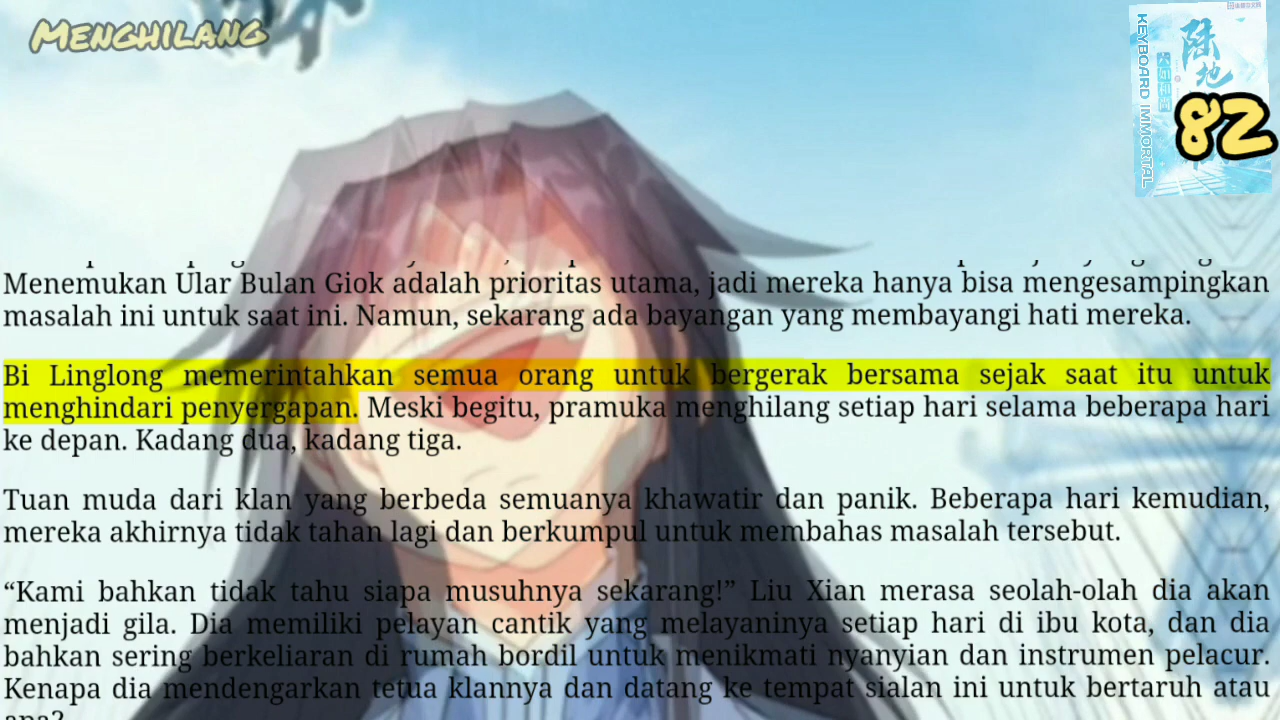 Menghilang
KEYBOARD IMMORTAL
陆地
82
Menemukan Ular Bulan Giok adalah prioritas utama, jadi mereka hanya bisa mengesampingkan
masalah ini untuk saat ini. Namun, sekarang ada bayangan yang membayangi hati mereka.
Bi Linglong memerintahkan semua orang untuk bergerak bersama sejak saat itu untuk
menghindari penyergapan. Meski begitu, pramuka menghilang setiap hari selama beberapa hari
ke depan. Kadang dua, kadang tiga.
Tuan muda dari klan yang berbeda semuanya khawatir dan panik. Beberapa hari kemudian,
mereka akhirnya tidak tahan lagi dan berkumpul untuk membahas masalah tersebut.
“Kami bahkan tidak tahu siapa musuhnya sekarang!” Liu Xian merasa seolah-olah dia akan
menjadi gila. Dia memiliki pelayan cantik yang melayaninya setiap hari di ibu kota, dan dia
bahkan sering berkeliaran di rumah bordil untuk menikmati nyanyian dan instrumen pelacur.
Kenapa dia mendengarkan tetua klannya dan datang ke tempat sialan ini untuk bertaruh atau
apa?